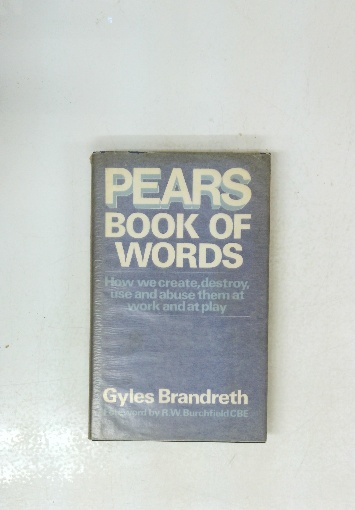 PEARS
BOOK OF
WORDS
How we create, destroy,
use and abuse them at
work and at play
Gyles Brandreth
Foreword by R.W. Burchfield CBE